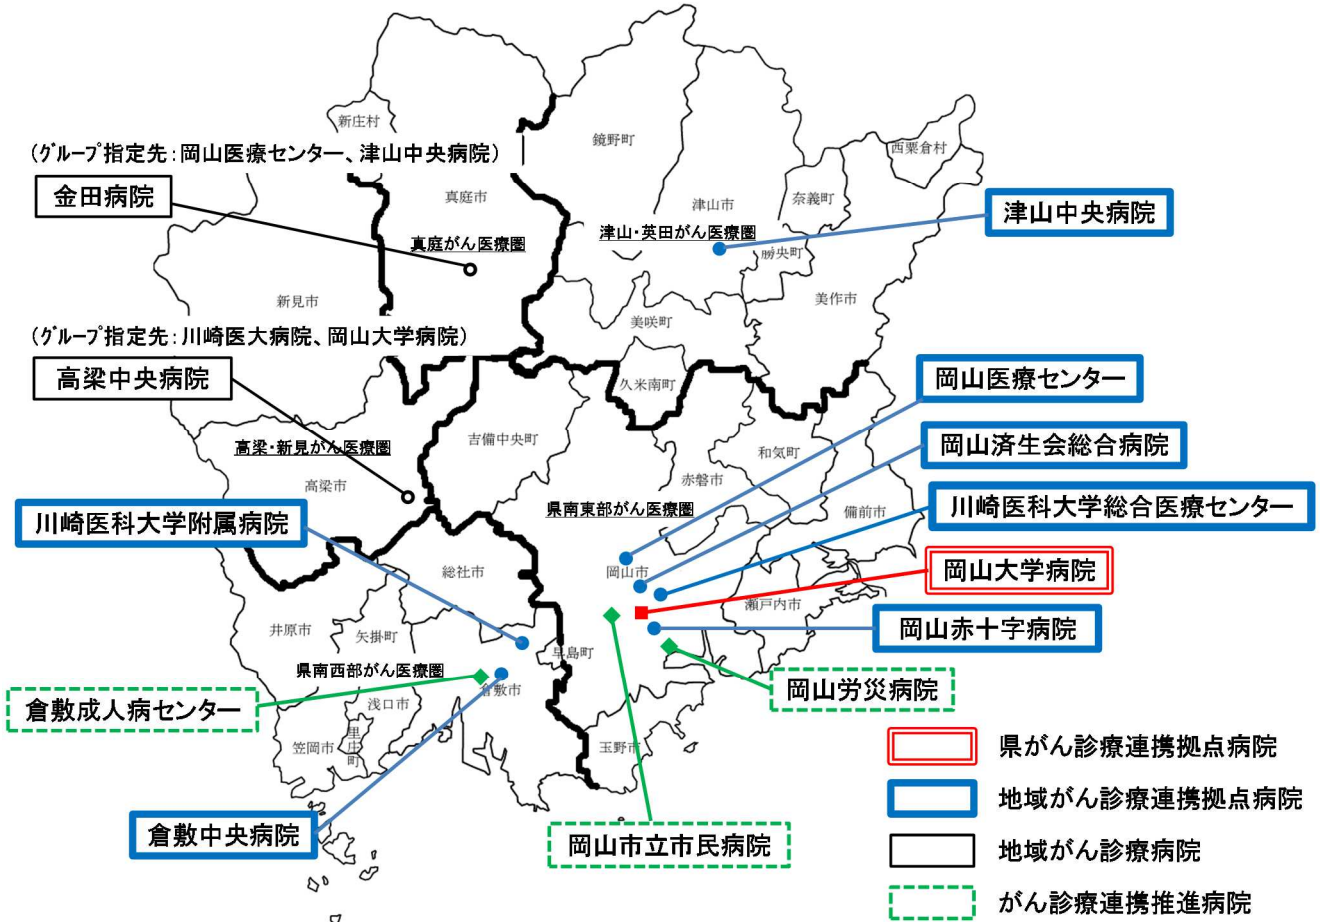 新庄村
鏡野町
西粟倉村
(ｸﾞﾙｰﾌﾟ指定先:岡山医療センター、津山中央病院)
金田病院
真庭市
津山市
奈義町
津山中央病院
真庭がん医療圏
津山・英田がん医療圏
勝央町
新見市
美作市
美咲町
(ｸﾞﾙｰﾌﾟ指定先:川崎医大病院、岡山大学病院)
高梁中央病院
久米南町
岡山医療センター
吉備中央町
高梁・新見がん医療圏
和気町
岡山済生会総合病院
高梁市
赤磐市
県南東部がん医療圏
備前市
川崎医科大学総合医療センター
川崎医科大学附属病院
総社市
岡山市
岡山大学病院
瀬戸内市
井原市
矢掛町
早島町
岡山赤十字病院
県南西部がん医療圏
倉敷市
岡山労災病院
倉敷成人病センター
浅口市
里庄町
笠岡市
玉野市
県がん診療連携拠点病院
地域がん診療連携拠点病院
倉敷中央病院
岡山市立市民病院
地域がん診療病院
がん診療連携推進病院